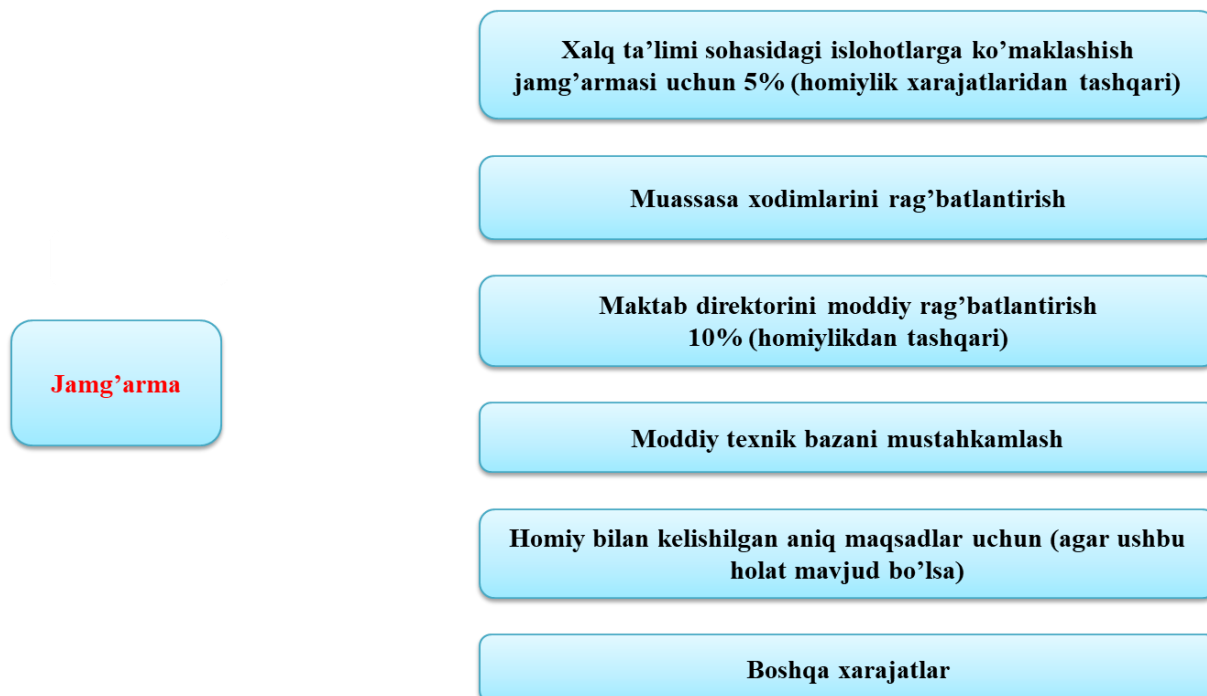 Xalq ta’limi sohasidagi islohotlarga ko’maklashish
jamg’armasi uchun 5% (homiylik xarajatlaridan tashqari)
Muassasa xodimlarini rag’batlantirish
Maktab direktorini moddiy rag’batlantirish
10% (homiylikdan tashqari)
Jamg’arma
Moddiy texnik bazani mustahkamlash
Homiy bilan kelishilgan aniq maqsadlar uchun (agar ushbu
holat mavjud bo’lsa)
Boshqa xarajatlar